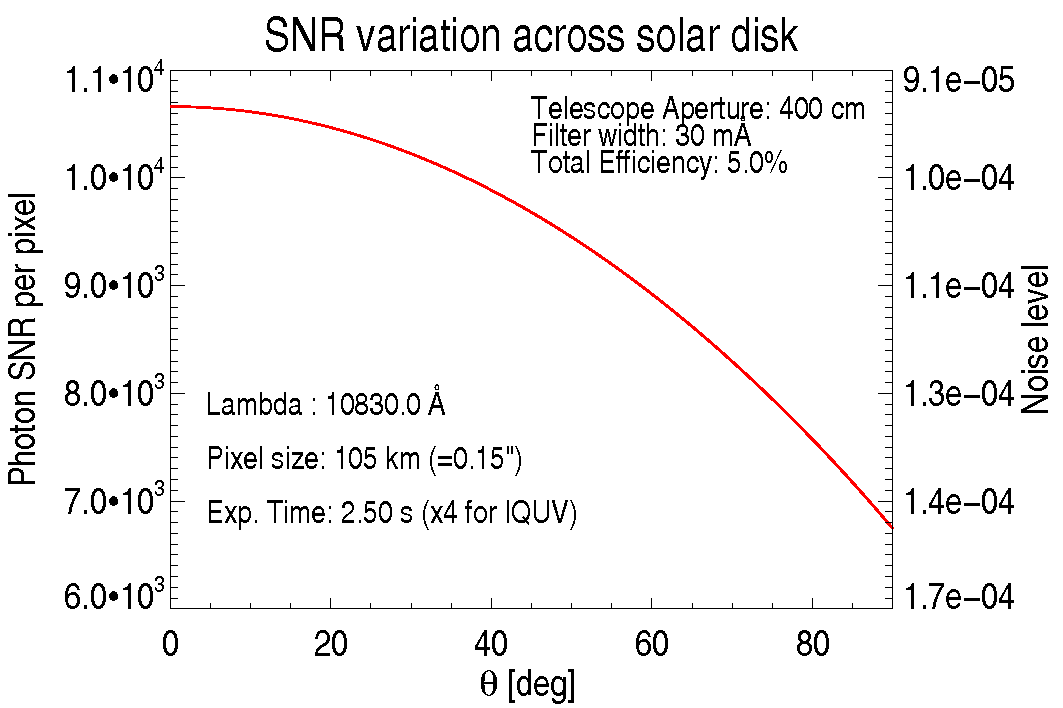 SNR variation across solar disk
1.1•10⁴
9.1e−05
Telescope Aperture: 400 cm
Filter width: 30 mÅ
Total Efficiency: 5.0%
1.0•10⁴
1.0e−04
9.0•10³
1.1e−04
8.0•10³
1.3e−04
7.0•10³
1.4e−04
6.0•10³
1.7e−04
Photon SNR per pixel
Noise level
Lambda : 10830.0 Å
Pixel size: 105 km (=0.15")
Exp. Time: 2.50 s (x4 for IQUV)
0 20 40 60 80
θ [deg]